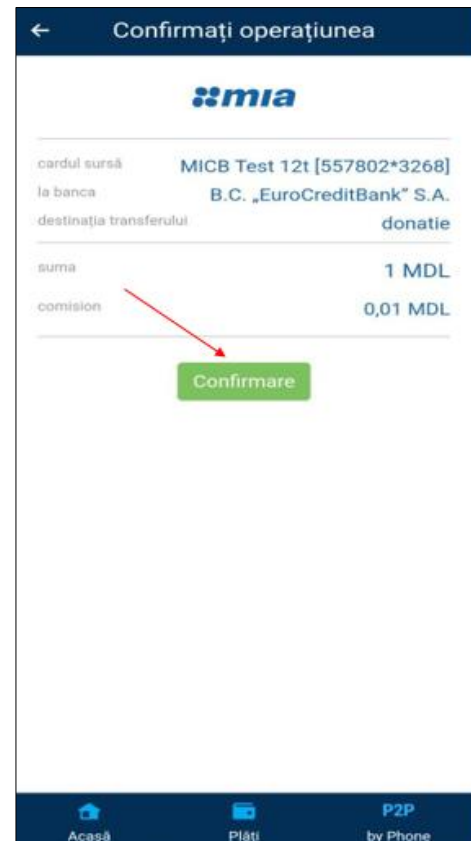 Confirmați operațiunea
mia
cardul sursă MICB Test 12t [557802*3268]
la banca B.C. „EuroCreditBank” S.A.
destinația transferului donatie
suma 1 MDL
comision 0,01 MDL
Confirmare
P2P
Acasă Plăți by Phone